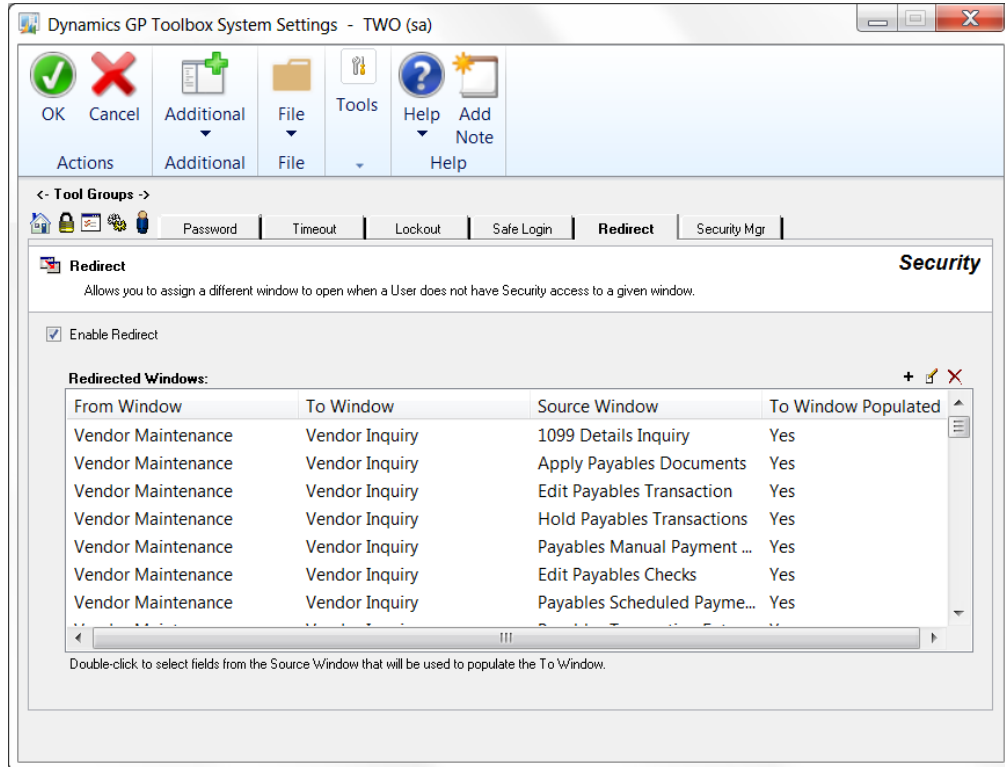 Dynamics GP Toolbox System Settings - TWO (sa)
OK Cancel Additional File Tools Help Add Note
Actions Additional File Help
<- Tool Groups ->
Password Timeout Lockout Safe Login Redirect Security Mgr
Redirect Security
Allows you to assign a different window to open when a User does not have Security access to a given window.
Enable Redirect
Redirected Windows:
From Window To Window Source Window To Window Populated
Vendor Maintenance Vendor Inquiry 1099 Details Inquiry Yes
Vendor Maintenance Vendor Inquiry Apply Payables Documents Yes
Vendor Maintenance Vendor Inquiry Edit Payables Transaction Yes
Vendor Maintenance Vendor Inquiry Hold Payables Transactions Yes
Vendor Maintenance Vendor Inquiry Payables Manual Payment ... Yes
Vendor Maintenance Vendor Inquiry Edit Payables Checks Yes
Vendor Maintenance Vendor Inquiry Payables Scheduled Payme... Yes
Double-click to select fields from the Source Window that will be used to populate the To Window.